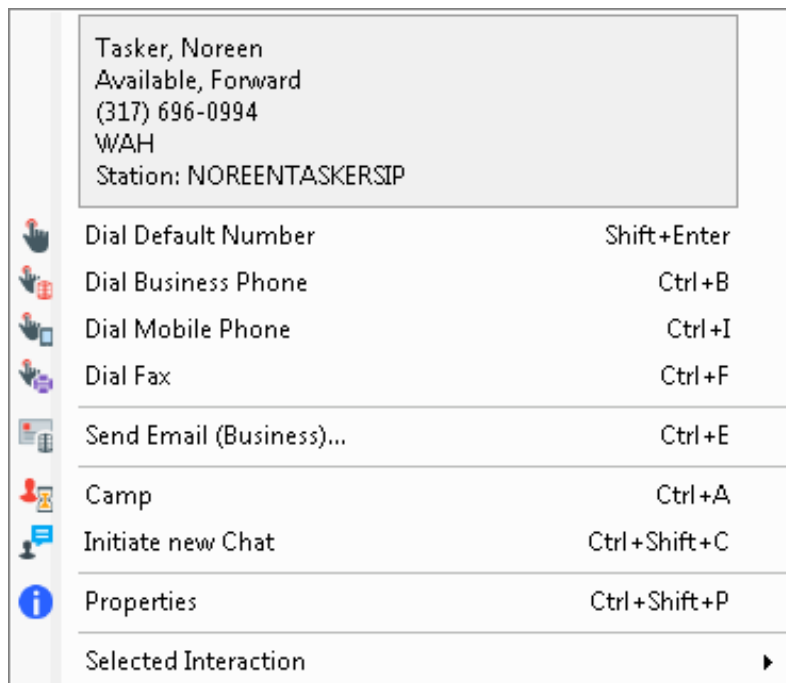 Tasker, Noreen
Available, Forward
(317) 696-0994
WAH
Station: NOREENTASKERSIP
Dial Default Number Shift+Enter
Dial Business Phone Ctrl+B
Dial Mobile Phone Ctrl+I
Dial Fax Ctrl+F
Send Email (Business)... Ctrl+E
Camp Ctrl+A
Initiate new Chat Ctrl+Shift+C
Properties Ctrl+Shift+P
Selected Interaction